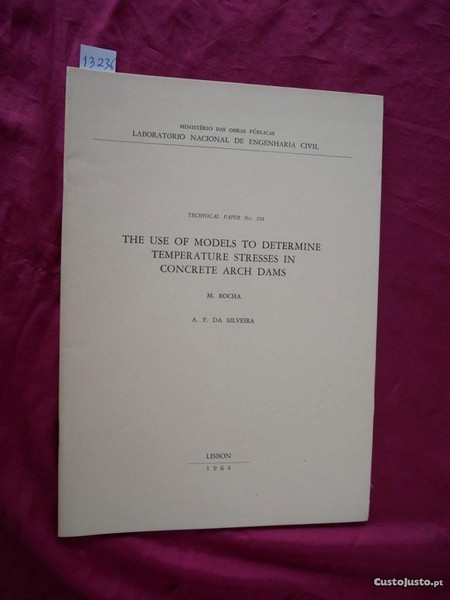 13236
MINISTÉRIO DAS OBRAS PÚBLICAS
LABORATÓRIO NACIONAL DE ENGENHARIA CIVIL
TECHNICAL PAPER No.
THE USE OF MODELS TO DETERMINE
TEMPERATURE STRESSES IN
CONCRETE ARCH DAMS
M. ROCHA
A. F. DA SILVEIRA
LISBON
1964
CustoJusto.pt